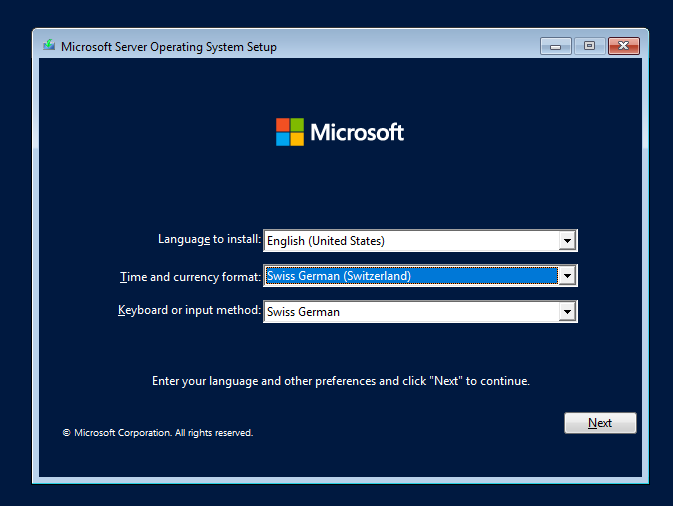 Microsoft Server Operating System Setup
Microsoft
Language to install: English (United States)
Time and currency format: Swiss German (Switzerland)
Keyboard or input method: Swiss German
Enter your language and other preferences and click "Next" to continue.
Next
© Microsoft Corporation. All rights reserved.